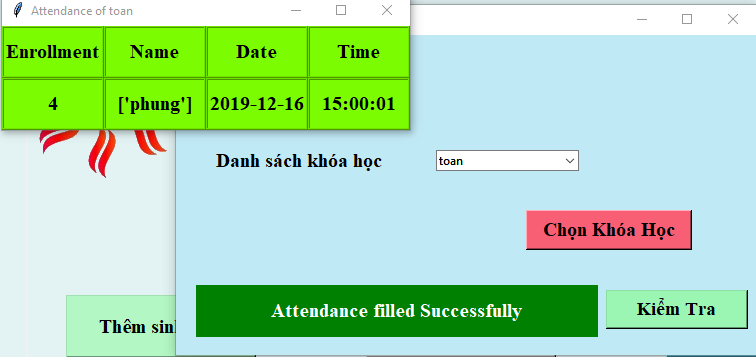 Attendance of toan
Enrollment Name Date Time
4 ['phung'] 2019-12-16 15:00:01
Danh sách khóa học toan
Chọn Khóa Học
Attendance filled Successfully
Kiểm Tra
Thêm sinh